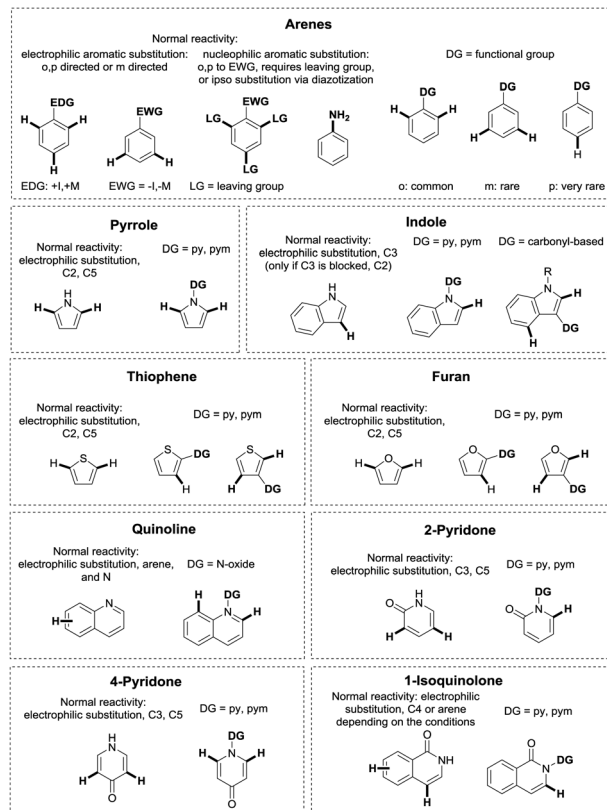 Arenes
Normal reactivity:
electrophilic aromatic substitution:
o,p directed or m directed
nucleophilic aromatic substitution:
o,p to EWG, requires leaving group,
or ipso substitution via diazotization
DG = functional group
EDG
H H
H
EWG
H H
EWG
LG LG
LG
NH2
DG
H H
DG
H H
DG
H
EDG: +I,+M
EWG = -I,-M
LG = leaving group
o: common
m: rare
p: very rare
Pyrrole
Normal reactivity:
electrophilic substitution,
C2, C5
DG = py, pym
H
N
H H
DG
N
H H
Indole
Normal reactivity:
electrophilic substitution, C3
(only if C3 is blocked, C2)
DG = py, pym
DG = carbonyl-based
H
N
H
DG
N
H
R
N
H
DG
H
Thiophene
Normal reactivity:
electrophilic substitution,
C2, C5
DG = py, pym
H S H
S
DG
H
S H
H DG
Furan
Normal reactivity:
electrophilic substitution,
C2, C5
DG = py, pym
H O H
O
DG
H
O H
H DG
Quinoline
Normal reactivity:
electrophilic substitution, arene,
and N
DG = N-oxide
N
H
H DG
N H
2-Pyridone
Normal reactivity:
electrophilic substitution, C3, C5
DG = py, pym
H
O N
H H
DG
O N H
4-Pyridone
Normal reactivity:
electrophilic substitution, C3, C5
DG = py, pym
H
N
H H
O
DG
H N H
O
1-Isoquinolone
Normal reactivity: electrophilic
substitution, C4 or arene
depending on the conditions
DG = py, pym
O
NH
H
H
O
N DG
H